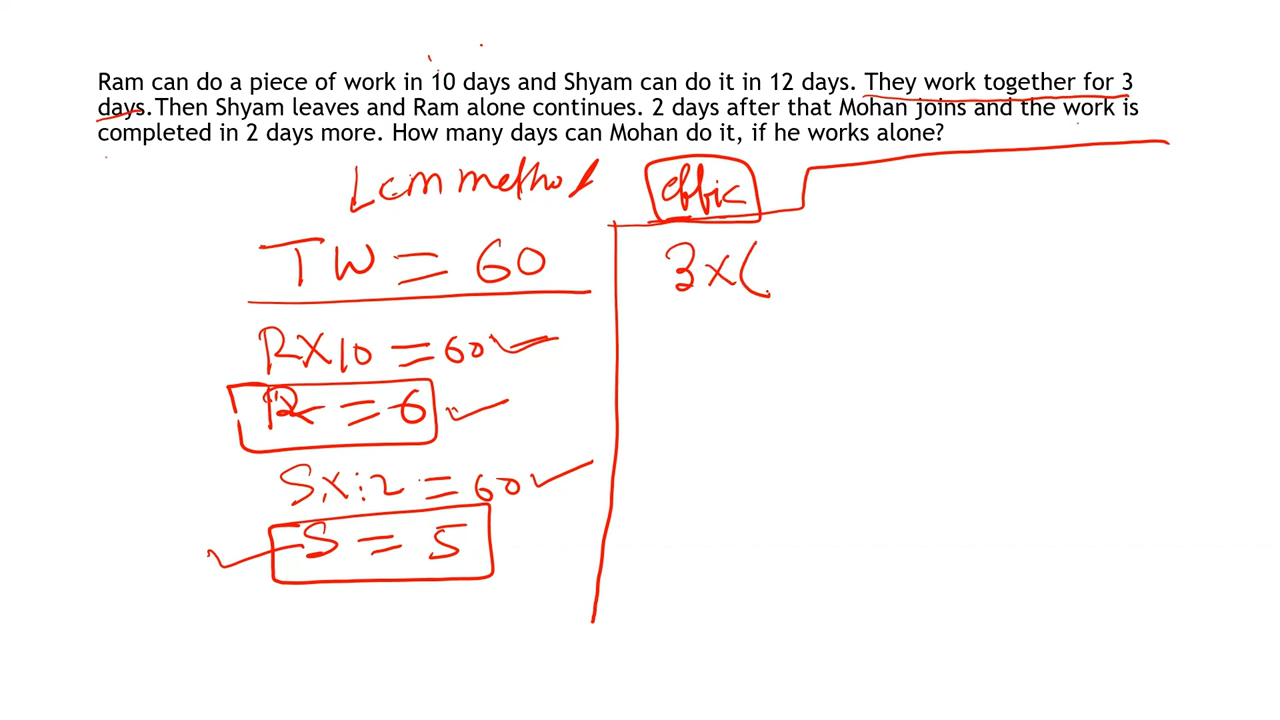 Ram can do a piece of work in 10 days and Shyam can do it in 12 days. They work together for 3
days.Then Shyam leaves and Ram alone continues. 2 days after that Mohan joins and the work is
completed in 2 days more. How many days can Mohan do it, if he works alone?
Lcm method
effic
TW = 60
3x(
Rx10 = 60
R = 6
Sx12 = 60
S = 5